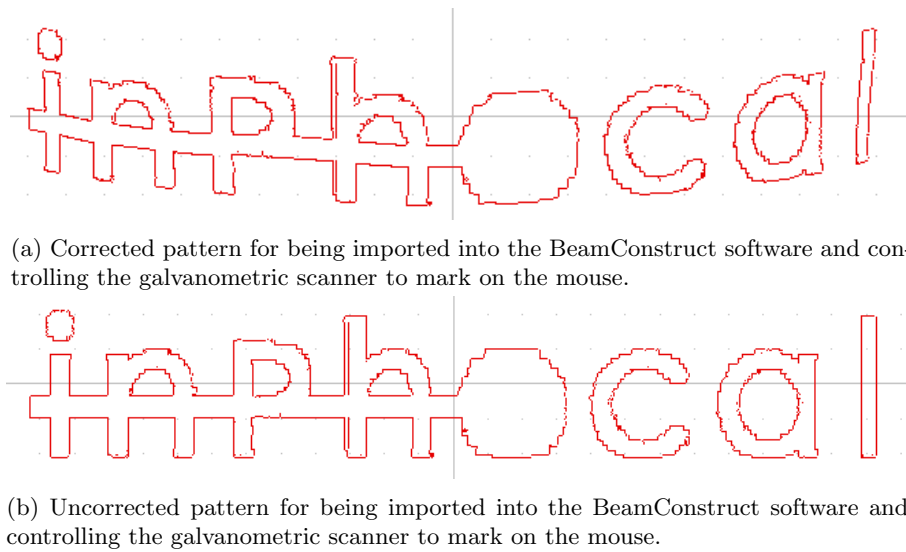 inphocal
(a) Corrected pattern for being imported into the BeamConstruct software and con-
trolling the galvanometric scanner to mark on the mouse.
inphocal
(b) Uncorrected pattern for being imported into the BeamConstruct software and
controlling the galvanometric scanner to mark on the mouse.